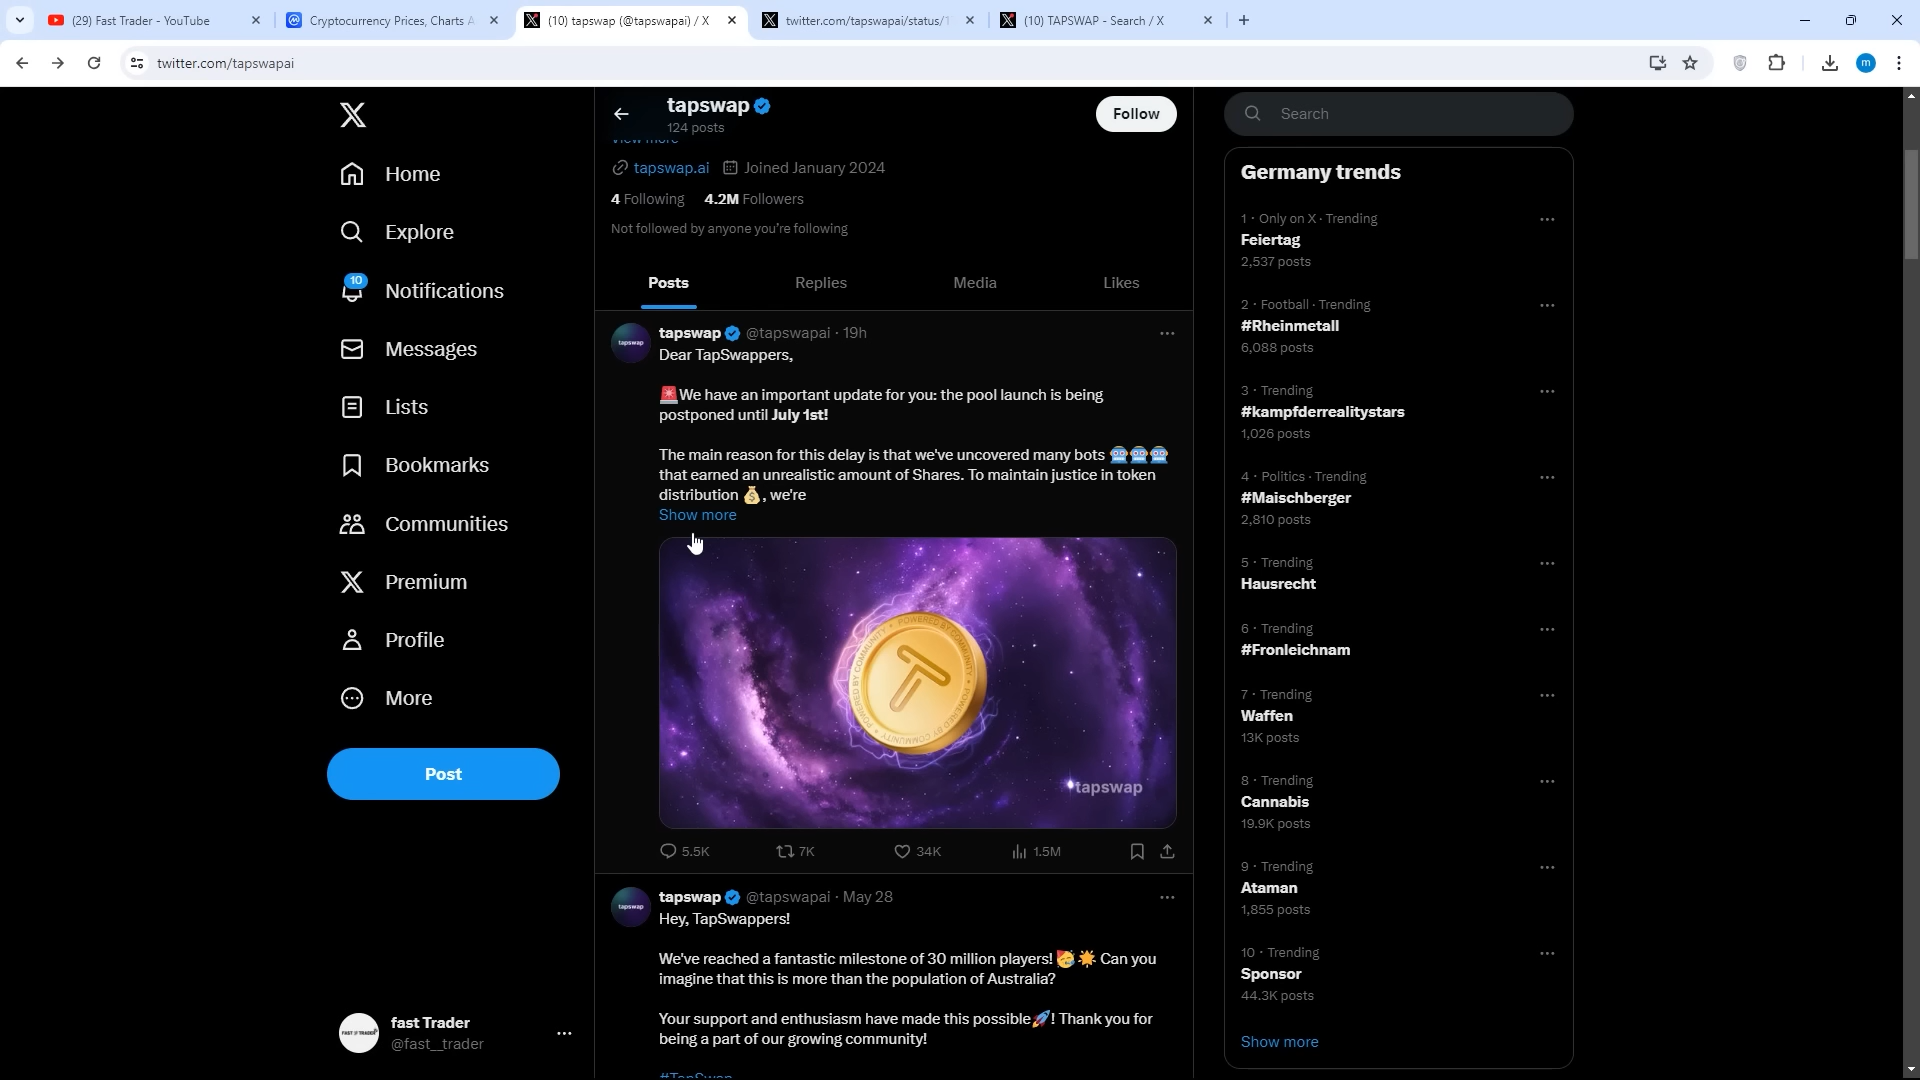 (29) Fast Trader - YouTube
Cryptocurrency Prices, Charts A
(10) tapswap (@tapswapai) / X
twitter.com/tapswapai/status/1
(10) TAPSWAP - Search / X
twitter.com/tapswapai
m
Home
Explore
10
Notifications
Messages
Lists
Bookmarks
Communities
Premium
Profile
More
Post
fast Trader
@fast__trader
tapswap
124 posts
Follow
View more
tapswap.ai Joined January 2024
4 Following 4.2M Followers
Not followed by anyone you're following
Posts Replies Media Likes
tapswap
tapswap @tapswapai · 19h
Dear TapSwappers,
🚨We have an important update for you: the pool launch is being
postponed until July 1st!
The main reason for this delay is that we've uncovered many bots 🤖🤖🤖
that earned an unrealistic amount of Shares. To maintain justice in token
distribution 💰, we're
Show more
POWERED BY COMMUNITY • POWERED BY COMMUNITY •
tapswap
5.5K 7K 34K 1.5M
tapswap
tapswap @tapswapai · May 28
Hey, TapSwappers!
We've reached a fantastic milestone of 30 million players! 🥳🌟 Can you
imagine that this is more than the population of Australia?
Your support and enthusiasm have made this possible🚀! Thank you for
being a part of our growing community!
#TapSwap
Search
Germany trends
1 · Only on X · Trending
Feiertag
2,537 posts
2 · Football · Trending
#Rheinmetall
6,088 posts
3 · Trending
#kampfderrealitystars
1,026 posts
4 · Politics · Trending
#Maischberger
2,810 posts
5 · Trending
Hausrecht
6 · Trending
#Fronleichnam
7 · Trending
Waffen
13K posts
8 · Trending
Cannabis
19.9K posts
9 · Trending
Ataman
1,855 posts
10 · Trending
Sponsor
44.3K posts
Show more